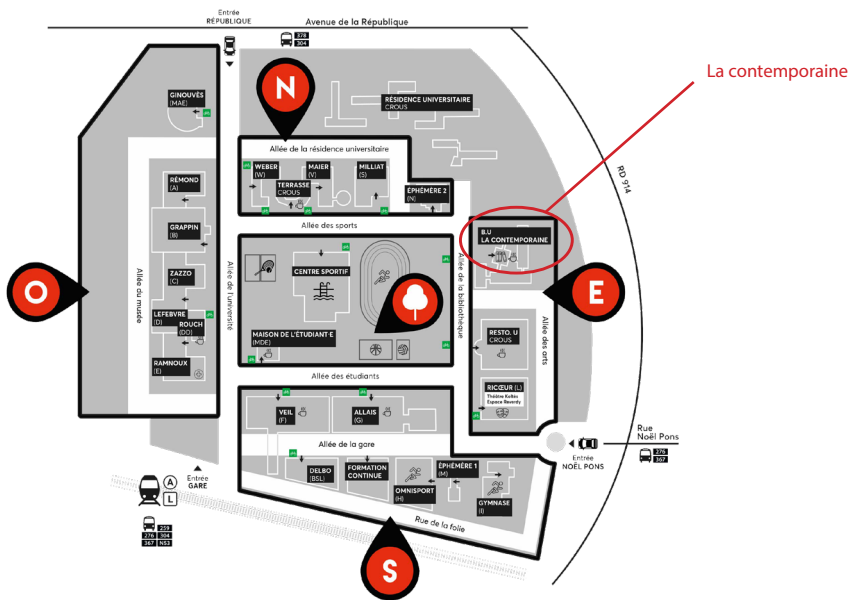 Entrée
RÉPUBLIQUE
Avenue de la République
378
304
La contemporaine
GINOUVÈS
(MAE)
N
RÉSIDENCE UNIVERSITAIRE
CROUS
Allée de la résidence universitaire
WEBER
(W)
MAIER
(V)
MILLIAT
(S)
TERRASSE
CROUS
ÉPHÉMÈRE 2
(N)
RD 914
RÉMOND
(A)
GRAPPIN
(B)
ZAZZO
(C)
LEFEBVRE
(D)
ROUCH
(DD)
RAMNOUX
(E)
Allée du musée
Allée de l'université
Allée des sports
B.U
LA CONTEMPORAINE
CENTRE SPORTIF
Allée de la bibliothèque
O
E
MAISON DE L'ÉTUDIANT·E
(MDE)
RESTO. U
CROUS
Allée des arts
Allée des étudiants
RICŒUR (L)
Théâtre Koltès
Espace Reverdy
VEIL
(F)
ALLAIS
(G)
Allée de la gare
Rue
Noël Pons
276
367
Entrée
NOËL PONS
DELBO
(BSL)
FORMATION
CONTINUE
OMNISPORT
(H)
ÉPHÉMÈRE 1
(M)
GYMNASE
(I)
Entrée
GARE
A
L
259
276 304
367 N53
Rue de la folie
S